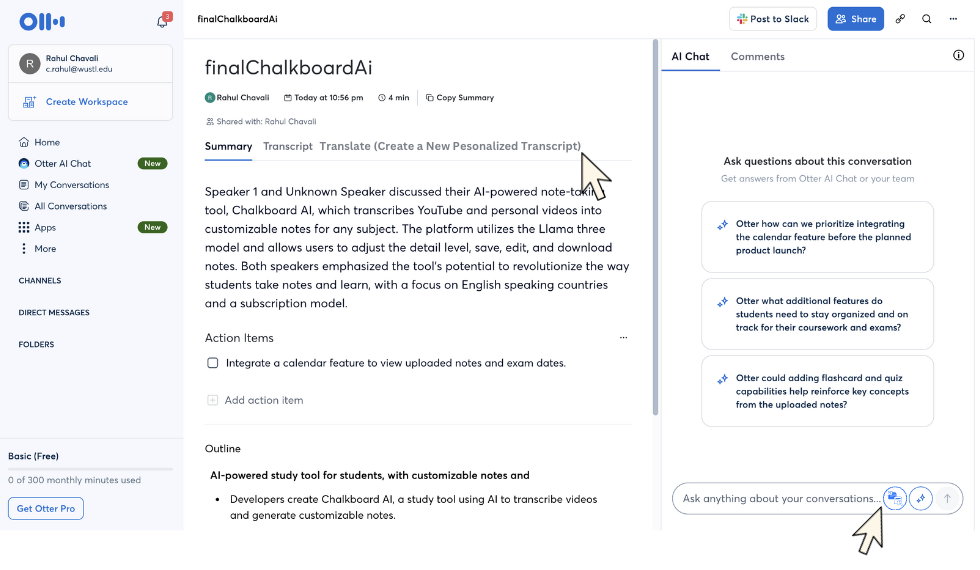 3
finalChalkboardAi
Post to Slack
Share
R
Rahul Chavali
c.rahul@wustl.edu
Create Workspace
Home
Otter AI Chat
New
My Conversations
All Conversations
Apps
New
More
CHANNELS
DIRECT MESSAGES
FOLDERS
Basic (Free)
0 of 300 monthly minutes used
Get Otter Pro
finalChalkboardAi
Rahul Chavali Today at 10:56 pm 4 min Copy Summary
Shared with: Rahul Chavali
Summary Transcript Translate (Create a New Pesonalized Transcript)
Speaker 1 and Unknown Speaker discussed their AI-powered note-taking
tool, Chalkboard AI, which transcribes YouTube and personal videos into
customizable notes for any subject. The platform utilizes the Llama three
model and allows users to adjust the detail level, save, edit, and download
notes. Both speakers emphasized the tool's potential to revolutionize the way
students take notes and learn, with a focus on English speaking countries
and a subscription model.
Action Items
Integrate a calendar feature to view uploaded notes and exam dates.
Add action item
Outline
AI-powered study tool for students, with customizable notes and
• Developers create Chalkboard AI, a study tool using AI to transcribe videos
and generate customizable notes.
AI Chat Comments
Ask questions about this conversation
Get answers from Otter AI Chat or your team
Otter how can we prioritize integrating
the calendar feature before the planned
product launch?
Otter what additional features do
students need to stay organized and on
track for their coursework and exams?
Otter could adding flashcard and quiz
capabilities help reinforce key concepts
from the uploaded notes?
Ask anything about your conversations...